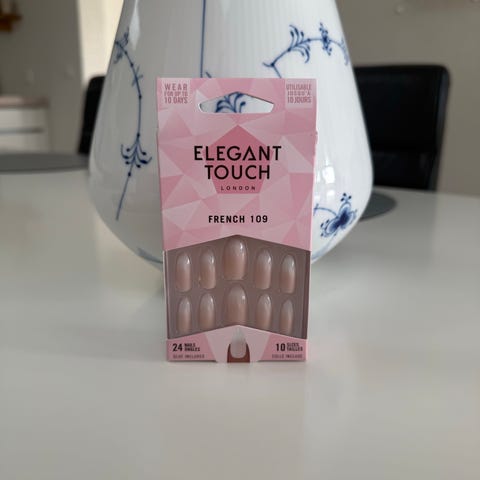 WEAR
FOR UP TO
10 DAYS
UTILISABLE
JUSQU'À
10 JOURS
ELEGANT
TOUCH
LONDON
FRENCH 109
24 NAILS
ONGLES
GLUE INCLUDED
10 SIZES
TAILLES
COLLE INCLUSE